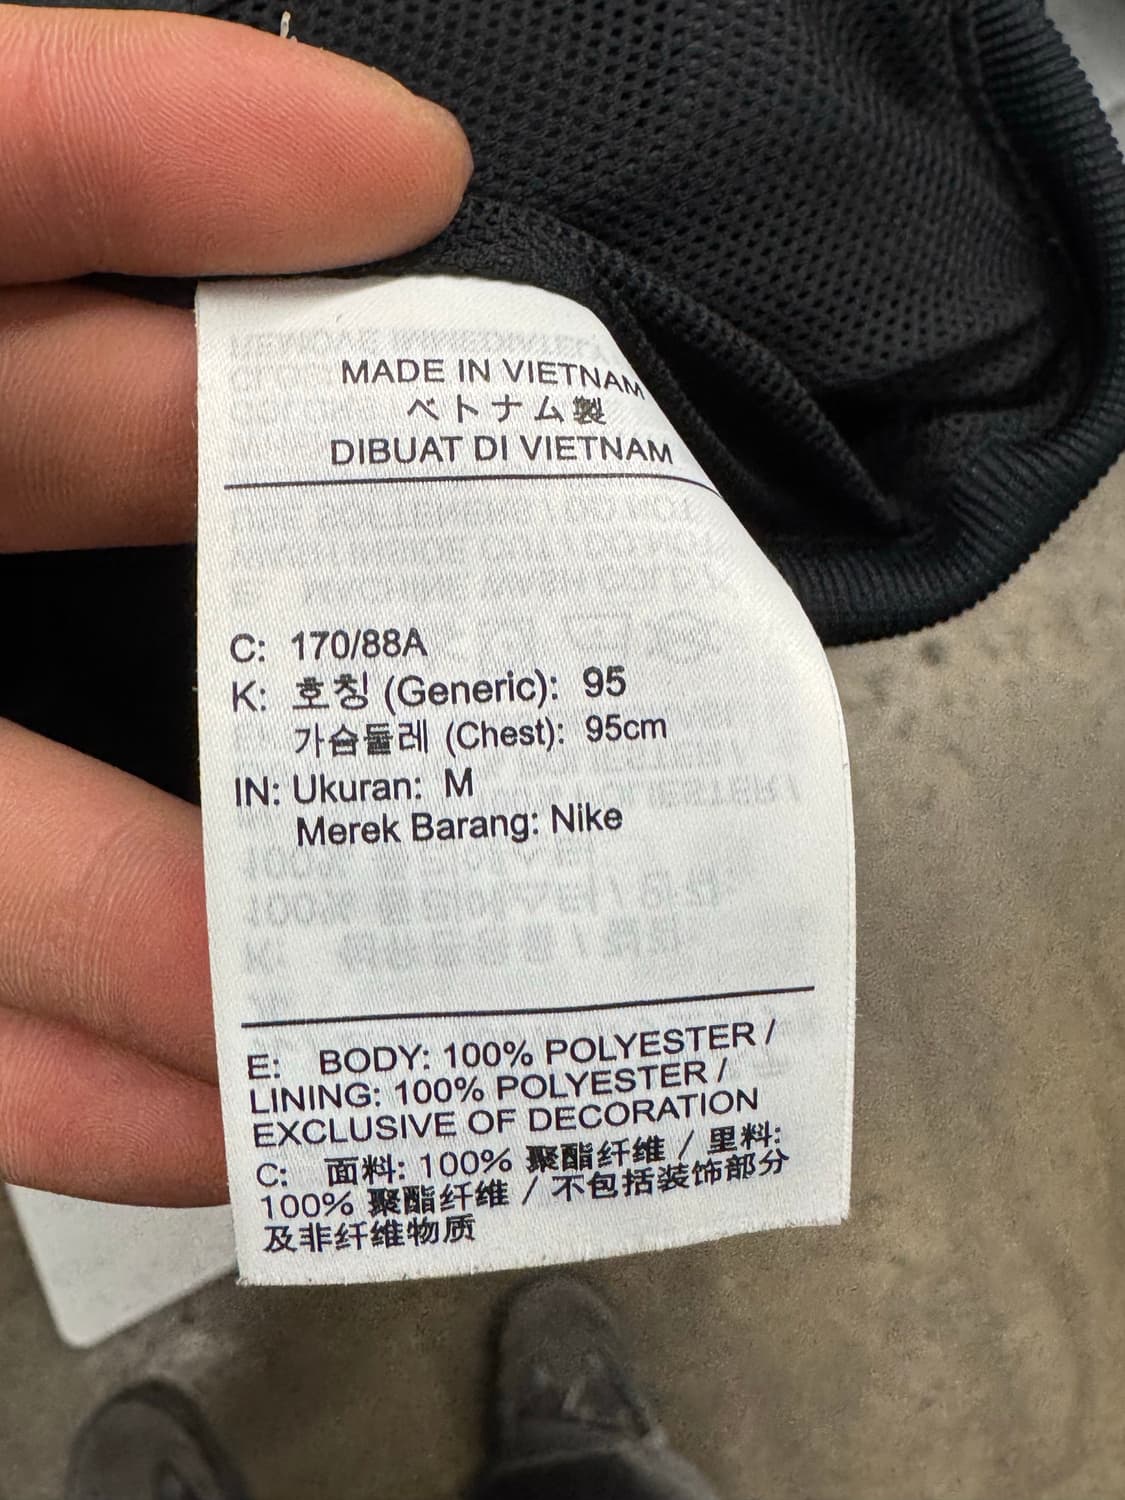 MADE IN VIETNAM
ベトナム製
DIBUAT DI VIETNAM
C: 170/88A
K: 호칭 (Generic): 95
가슴둘레 (Chest): 95cm
IN: Ukuran: M
Merek Barang: Nike
E: BODY: 100% POLYESTER /
LINING: 100% POLYESTER /
EXCLUSIVE OF DECORATION
C: 面料: 100% 聚酯纤维 / 里料:
100% 聚酯纤维 / 不包括装饰部分
及非纤维物质